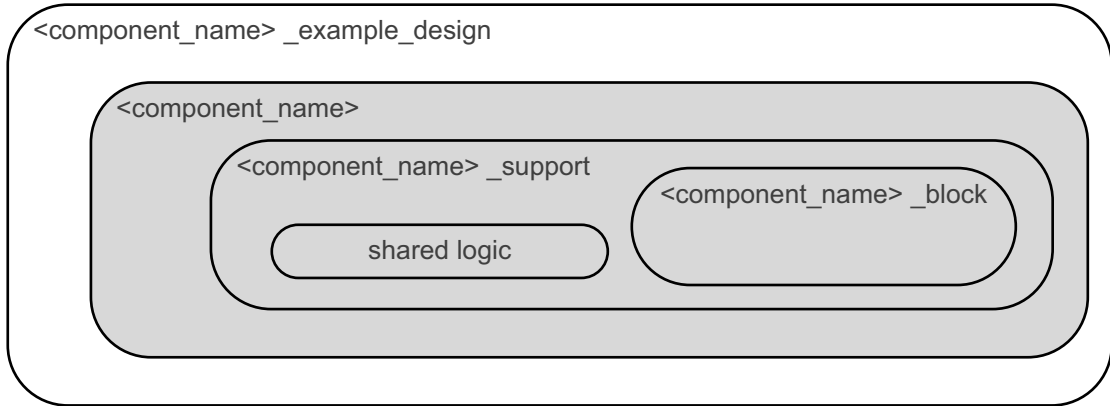 <component_name> _example_design
<component_name>
<component_name> _support
<component_name> _block
shared logic